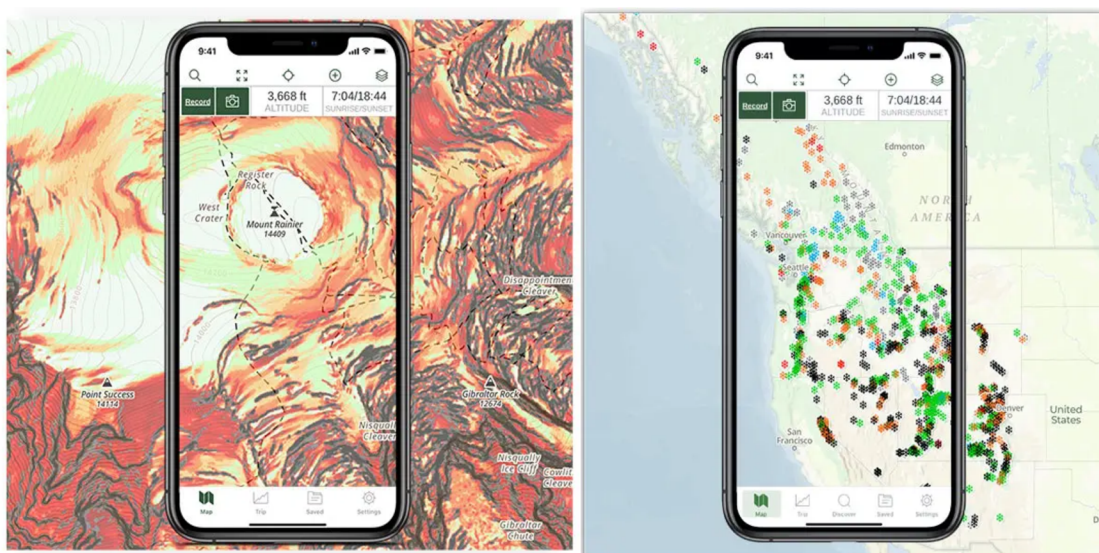 9:41
Record
3,668 ft
ALTITUDE
7:04/18:44
SUNRISE/SUNSET
Register
Rock
West
Crater
Mount Rainier
14409
Disappointment
Cleaver
14000
Point Success
14114
Gibraltar Rock
12674
Nisqually
Cleaver
Nisqually
Ice Cliff
Cowlitz
Cleaver
Gibraltar
Chute
Map
Trip
Saved
Settings
9:41
Record
3,668 ft
ALTITUDE
7:04/18:44
SUNRISE/SUNSET
Edmonton
NORTH
AMERICA
Vancouver
Seattle
San
Francisco
Denver
United
States
Map
Trip
Discover
Saved
Settings